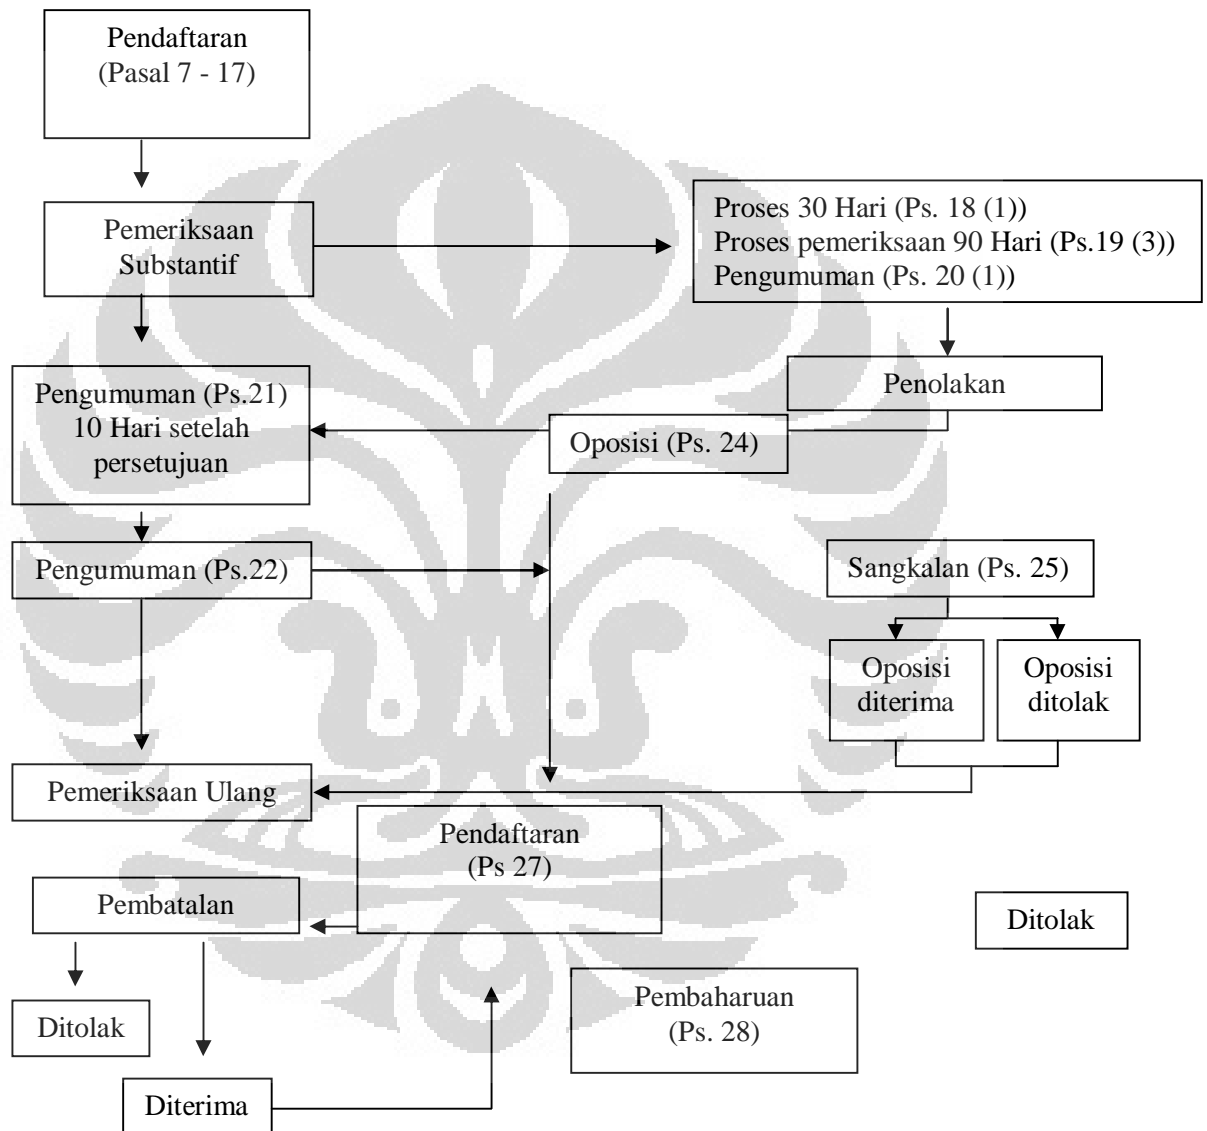 Pendaftaran
(Pasal 7 - 17)
Pemeriksaan
Substantif
Proses 30 Hari (Ps. 18 (1))
Proses pemeriksaan 90 Hari (Ps.19 (3))
Pengumuman (Ps. 20 (1))
Pengumuman (Ps.21)
10 Hari setelah
persetujuan
Penolakan
Oposisi (Ps. 24)
Pengumuman (Ps.22)
Sangkalan (Ps. 25)
Oposisi
diterima
Oposisi
ditolak
Pemeriksaan Ulang
Pendaftaran
(Ps 27)
Pembatalan
Ditolak
Ditolak
Pembaharuan
(Ps. 28)
Diterima